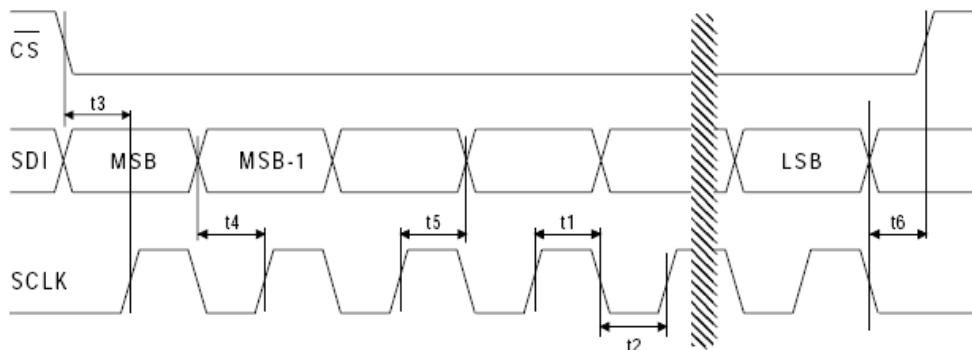 CS
t3
SDI MSB MSB-1 LSB
t4 t5 t1 t6
SCLK
t2